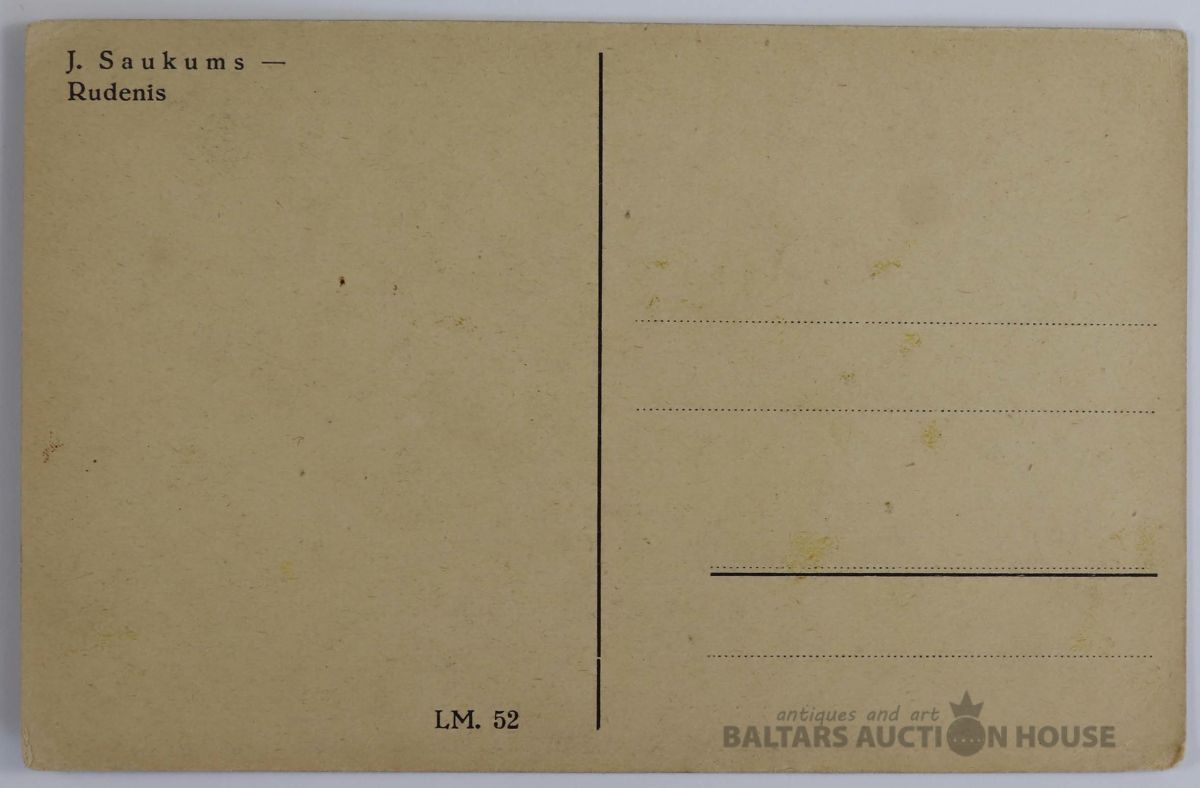 J. Saukums —
Rudenis
LM. 52
antiques and art
BALTARS AUCTION HOUSE